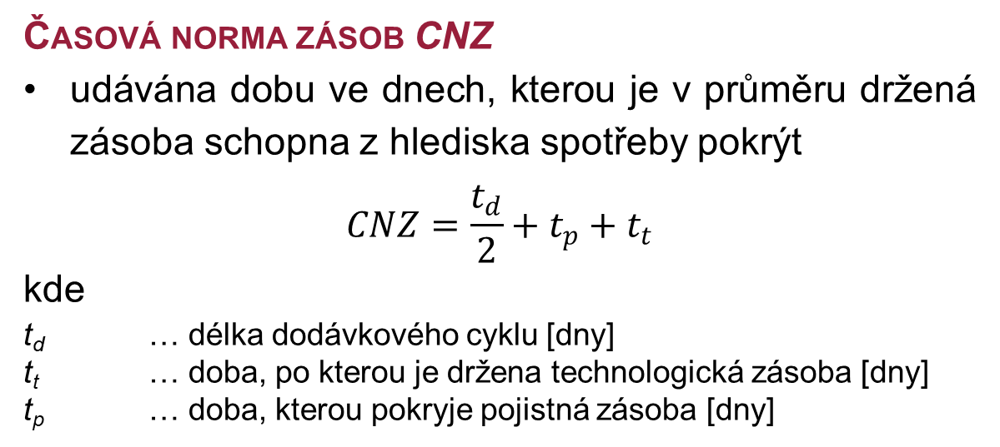 ČASOVÁ NORMA ZÁSOB CNZ
• udávána dobu ve dnech, kterou je v průměru držená
zásoba schopna z hlediska spotřeby pokrýt
CNZ = t_d/2 + t_p + t_t
kde
t_d … délka dodávkového cyklu [dny]
t_t … doba, po kterou je držena technologická zásoba [dny]
t_p … doba, kterou pokryje pojistná zásoba [dny]